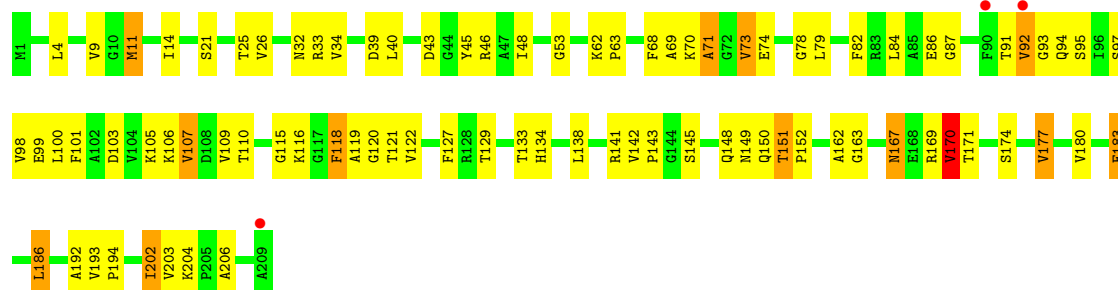 M1 L4 V9 G10 M11 I14 S21 T25 V26 N32 R33 V34 D39 L40 D43 G44 Y45 R46 A47 I48 G53 K62 P63 F68 A69 K70 A71 G72 V73 E74 G78 L79 F82 R83 L84 A85 E86 G87 F90 T91 V92 G93 Q94 S95 I96 S97
V98 E99 L100 F101 A102 D103 V104 K105 K106 V107 D108 V109 T110 G115 K116 G117 F118 A119 G120 T121 V122 F127 R128 T129 T133 H134 L138 R141 V142 P143 G144 S145 Q148 N149 Q150 T151 P152 A162 G163 N167 E168 R169 V170 T171 S174 V177 V180
L186 A192 V193 P194 I202 V203 K204 P205 A206 A209